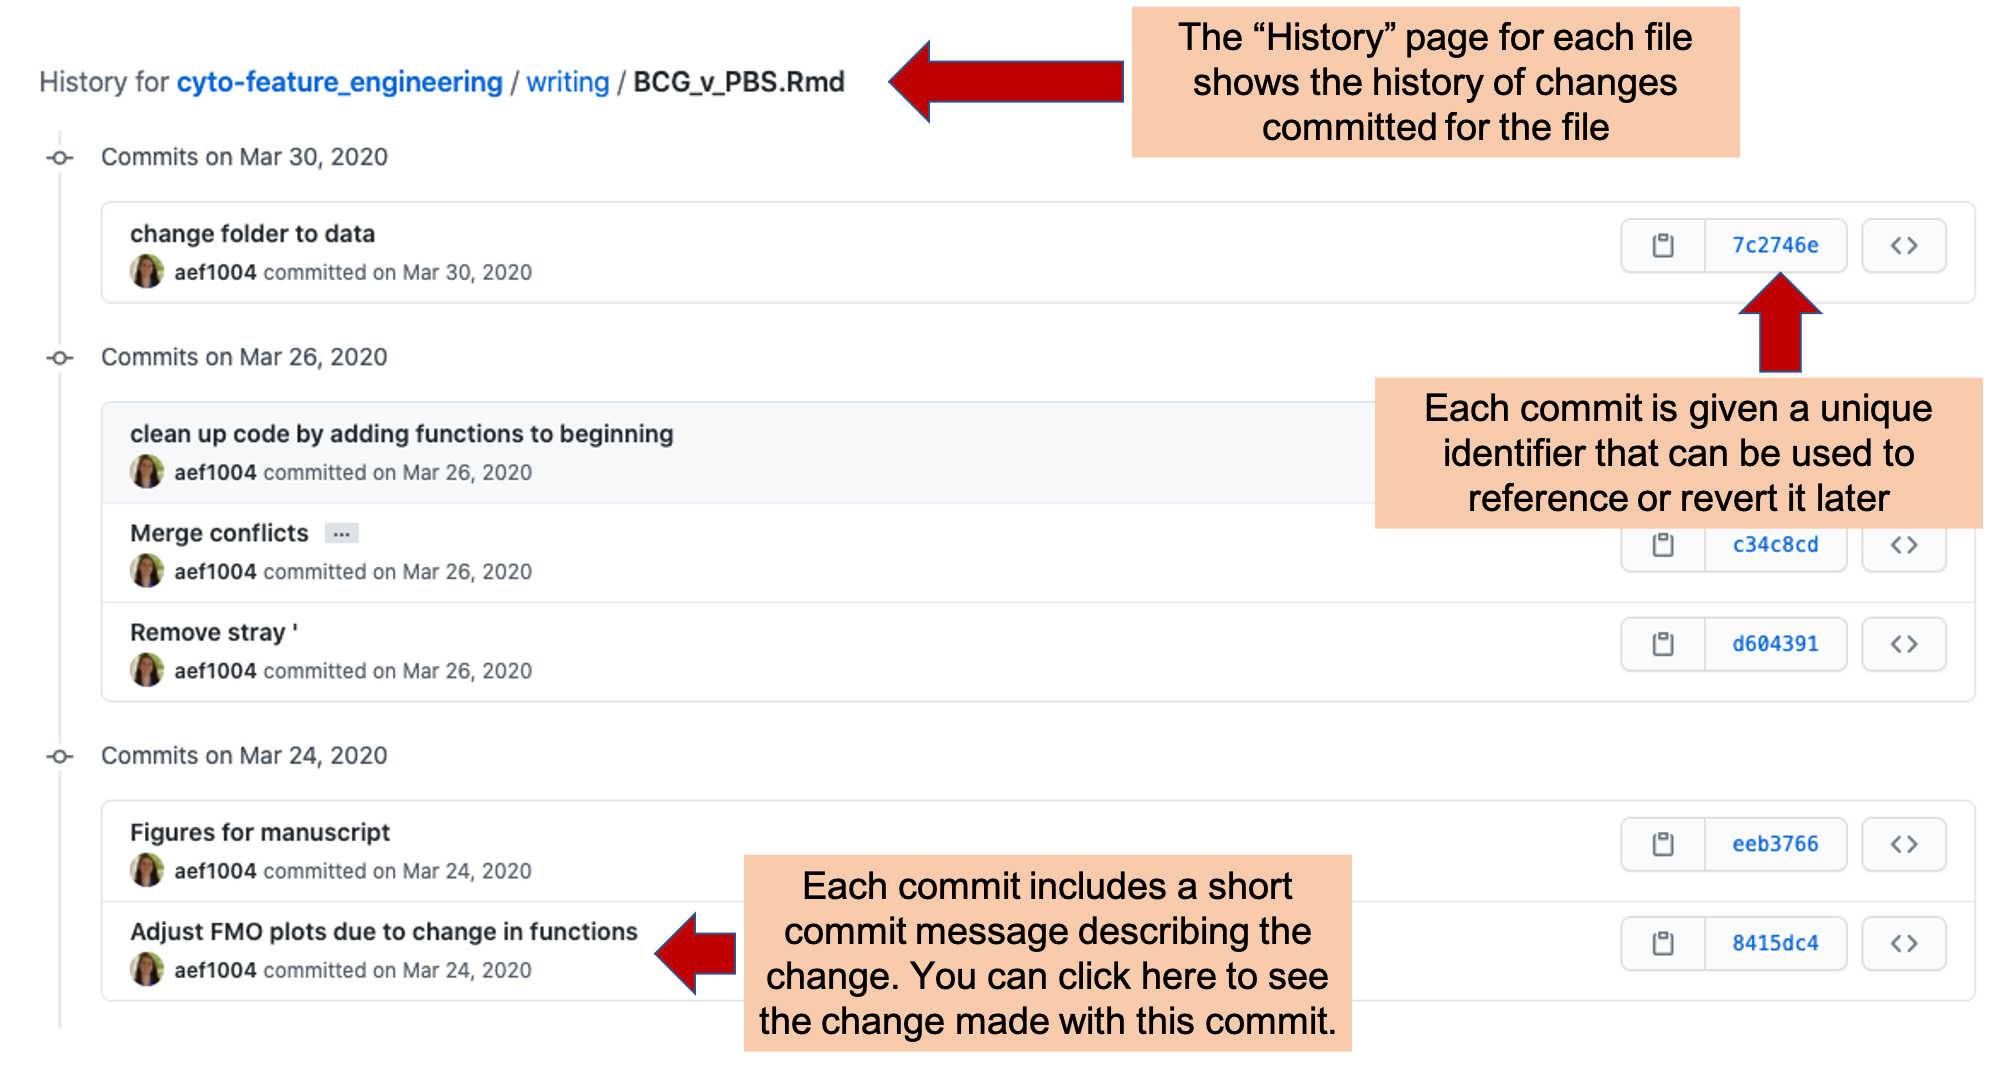 History for cyto-feature_engineering / writing / BCG_v_PBS.Rmd
The “History” page for each file
shows the history of changes
committed for the file
Commits on Mar 30, 2020
change folder to data
aef1004 committed on Mar 30, 2020
7c2746e
Commits on Mar 26, 2020
Each commit is given a unique
identifier that can be used to
reference or revert it later
clean up code by adding functions to beginning
aef1004 committed on Mar 26, 2020
Merge conflicts ...
aef1004 committed on Mar 26, 2020
c34c8cd
Remove stray '
aef1004 committed on Mar 26, 2020
d604391
Commits on Mar 24, 2020
Figures for manuscript
aef1004 committed on Mar 24, 2020
eeb3766
Adjust FMO plots due to change in functions
aef1004 committed on Mar 24, 2020
8415dc4
Each commit includes a short
commit message describing the
change. You can click here to see
the change made with this commit.